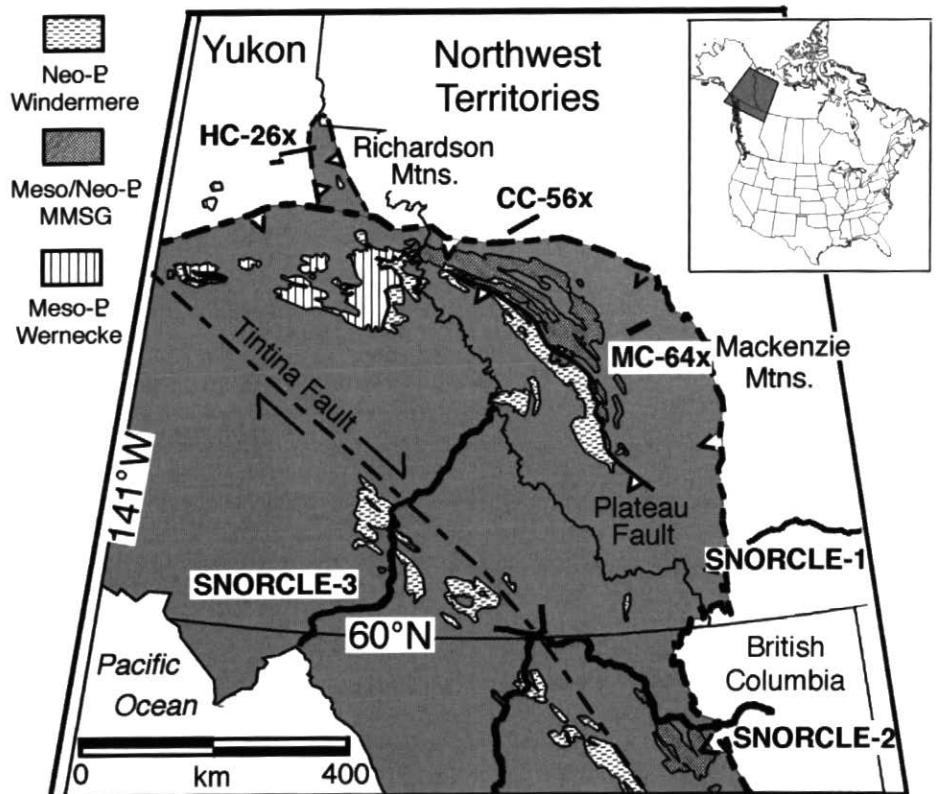 Neo-Ᵽ
Windermere
Meso/Neo-Ᵽ
MMSG
Meso-Ᵽ
Wernecke
Yukon
Northwest
Territories
HC-26x
Richardson
Mtns.
CC-56x
Tintina Fault
MC-64x
Mackenzie
Mtns.
141°W
Plateau
Fault
SNORCLE-1
SNORCLE-3
60°N
British
Columbia
Pacific
Ocean
SNORCLE-2
0
400
km